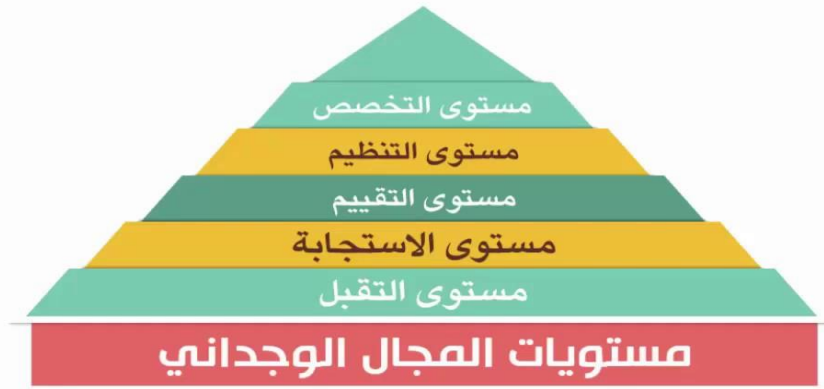 مستوى التخصص
مستوى التنظيم
مستوى التقييم
مستوى الاستجابة
مستوى التقبل
مستويات المجال الوجداني